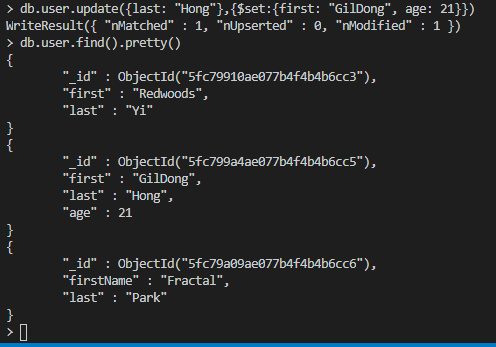 > db.user.update({last: "Hong"},{$set:{first: "GilDong", age: 21}})
WriteResult({ "nMatched" : 1, "nUpserted" : 0, "nModified" : 1 })
> db.user.find().pretty()
{
        "_id" : ObjectId("5fc79910ae077b4f4b4b6cc3"),
        "first" : "Redwoods",
        "last" : "Yi"
}
{
        "_id" : ObjectId("5fc799a4ae077b4f4b4b6cc5"),
        "first" : "GilDong",
        "last" : "Hong",
        "age" : 21
}
{
        "_id" : ObjectId("5fc79a09ae077b4f4b4b6cc6"),
        "firstName" : "Fractal",
        "last" : "Park"
}
>